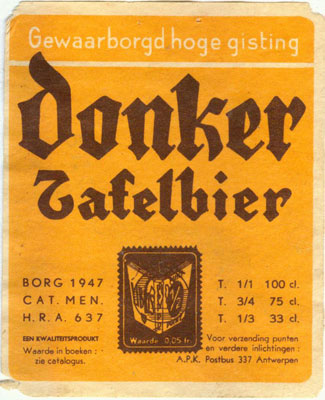 Gewaarborgd hoge gisting
Donker
Tafelbier
BORG 1947
CAT. MEN.
H. R. A. 637
EEN KWALITEITSPRODUKT
Waarde in boeken :
zie catalogus.
Waarde 0,05 fr.
T. 1/1 100 cl.
T. 3/4 75 cl.
T. 1/3 33 cl.
Voor verzending punten
en verdere inlichtingen :
A.P.K. Postbus 337 Antwerpen